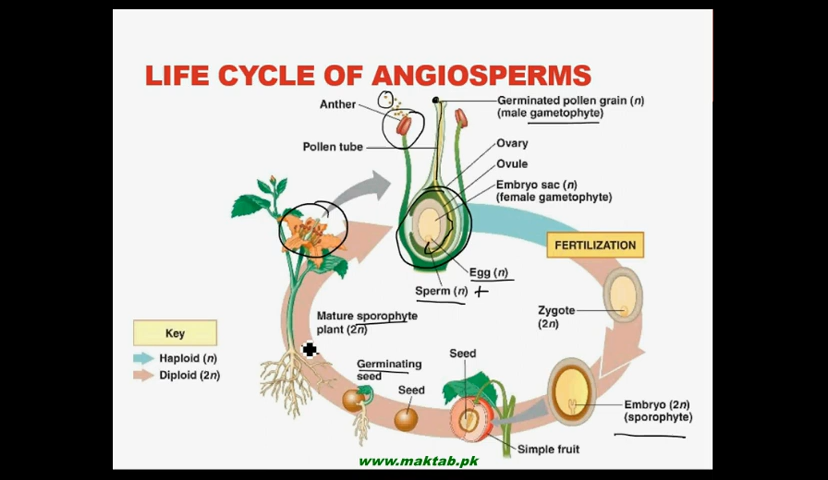 LIFE CYCLE OF ANGIOSPERMS
Anther
Germinated pollen grain (n)
(male gametophyte)
Pollen tube
Ovary
Ovule
Embryo sac (n)
(female gametophyte)
FERTILIZATION
Egg (n)
Sperm (n) +
Zygote
(2n)
Mature sporophyte
plant (2n)
Key
Haploid (n)
Diploid (2n)
Germinating
seed
Seed
Seed
Embryo (2n)
(sporophyte)
Simple fruit
www.maktab.pk